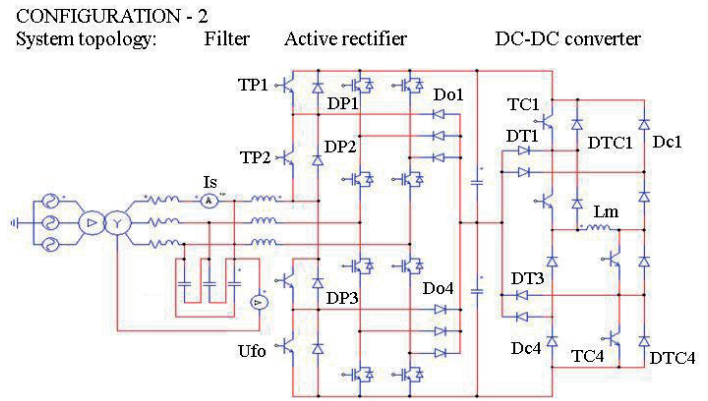 CONFIGURATION - 2
System topology: Filter Active rectifier DC-DC converter
TP1
DP1
Do1
TC1
DT1
DTC1
Dc1
TP2
DP2
Is
A
Lm
Δ
Y
DP3
Do4
DT3
V
Ufo
Dc4
TC4
DTC4